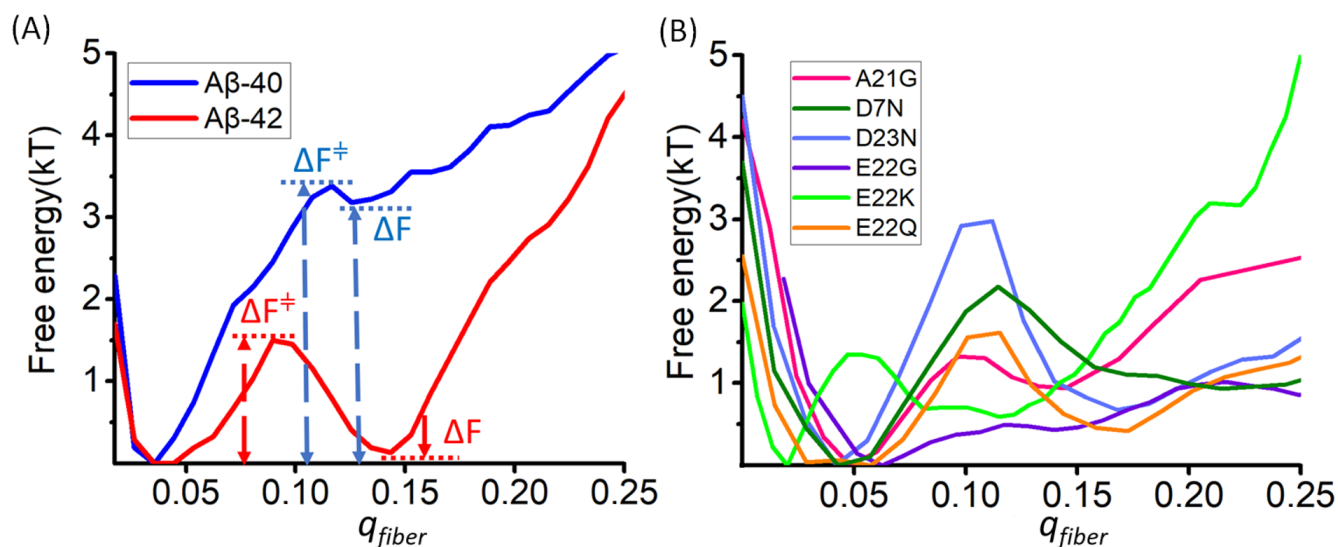 (A)
Free energy(kT)
5
4
3
2
1
Aβ-40
Aβ-42
ΔF‡
ΔF
ΔF‡
ΔF
0.05 0.10 0.15 0.20 0.25
qfiber
(B)
Free energy(kT)
5
4
3
2
1
A21G
D7N
D23N
E22G
E22K
E22Q
0.05 0.10 0.15 0.20 0.25
qfiber